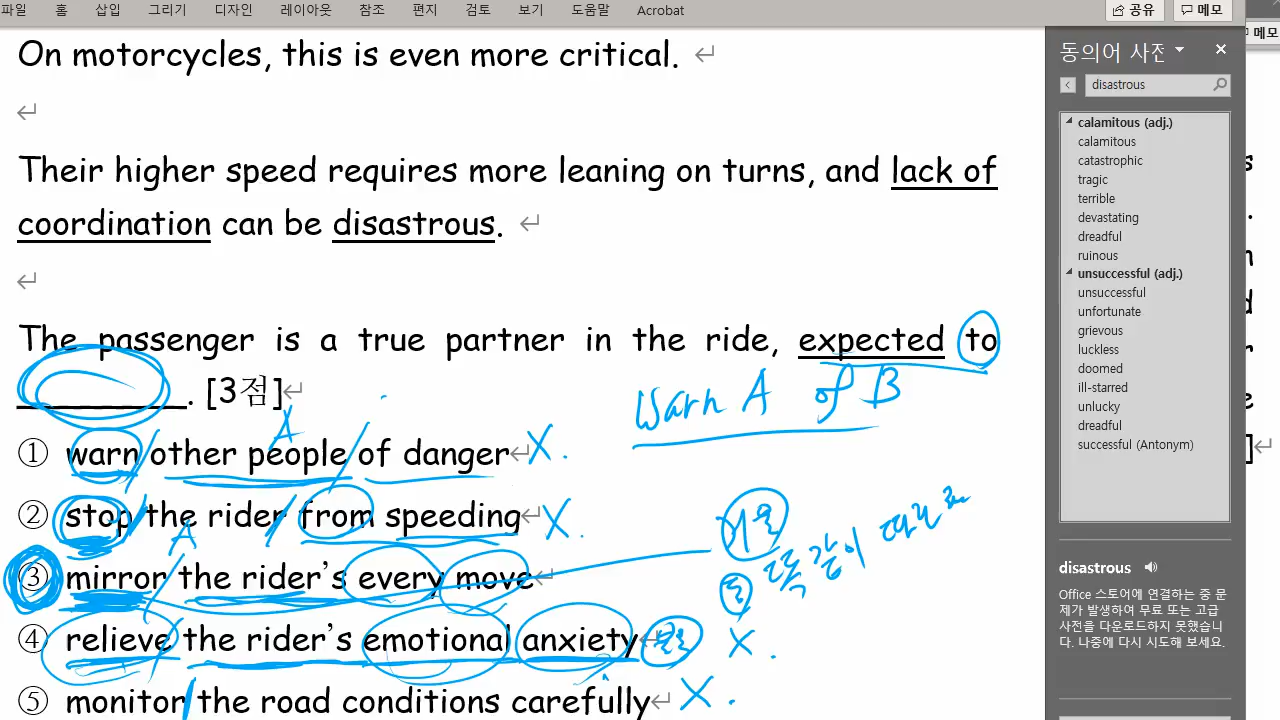 파일 홈 삽입 그리기 디자인 레이아웃 참조 편지 검토 보기 도움말 Acrobat 공유 메모
메모
On motorcycles, this is even more critical.
Their higher speed requires more leaning on turns, and lack of
coordination can be disastrous.
The passenger is a true partner in the ride, expected to
________. [3점]
warn A of B
A
① warn other people of danger X.
② stop the rider from speeding X.
거울
똑같이 따라
A
③ mirror the rider's every move
동
④ relieve the rider's emotional anxiety X.
⑤ monitor the road conditions carefully X.
동의어 사전
disastrous
calamitous (adj.)
calamitous
catastrophic
tragic
terrible
devastating
dreadful
ruinous
unsuccessful (adj.)
unsuccessful
unfortunate
grievous
luckless
doomed
ill-starred
unlucky
dreadful
successful (Antonym)
disastrous
Office 스토어에 연결하는 중 문
제가 발생하여 무료 또는 고급
사전을 다운로드하지 못했습니
다. 나중에 다시 시도해 보세요.